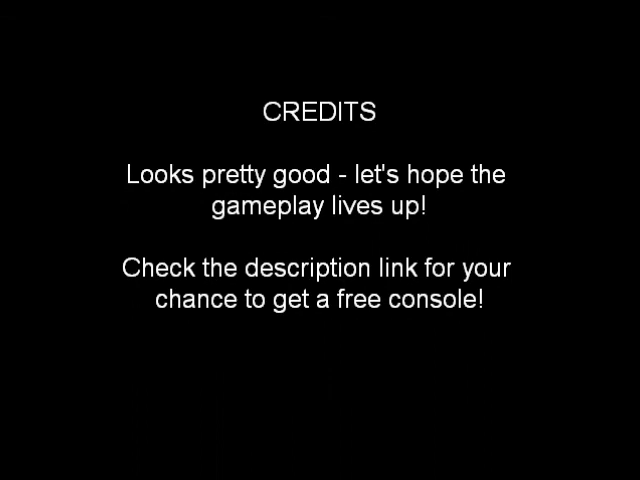 CREDITS
Looks pretty good - let's hope the
gameplay lives up!
Check the description link for your
chance to get a free console!